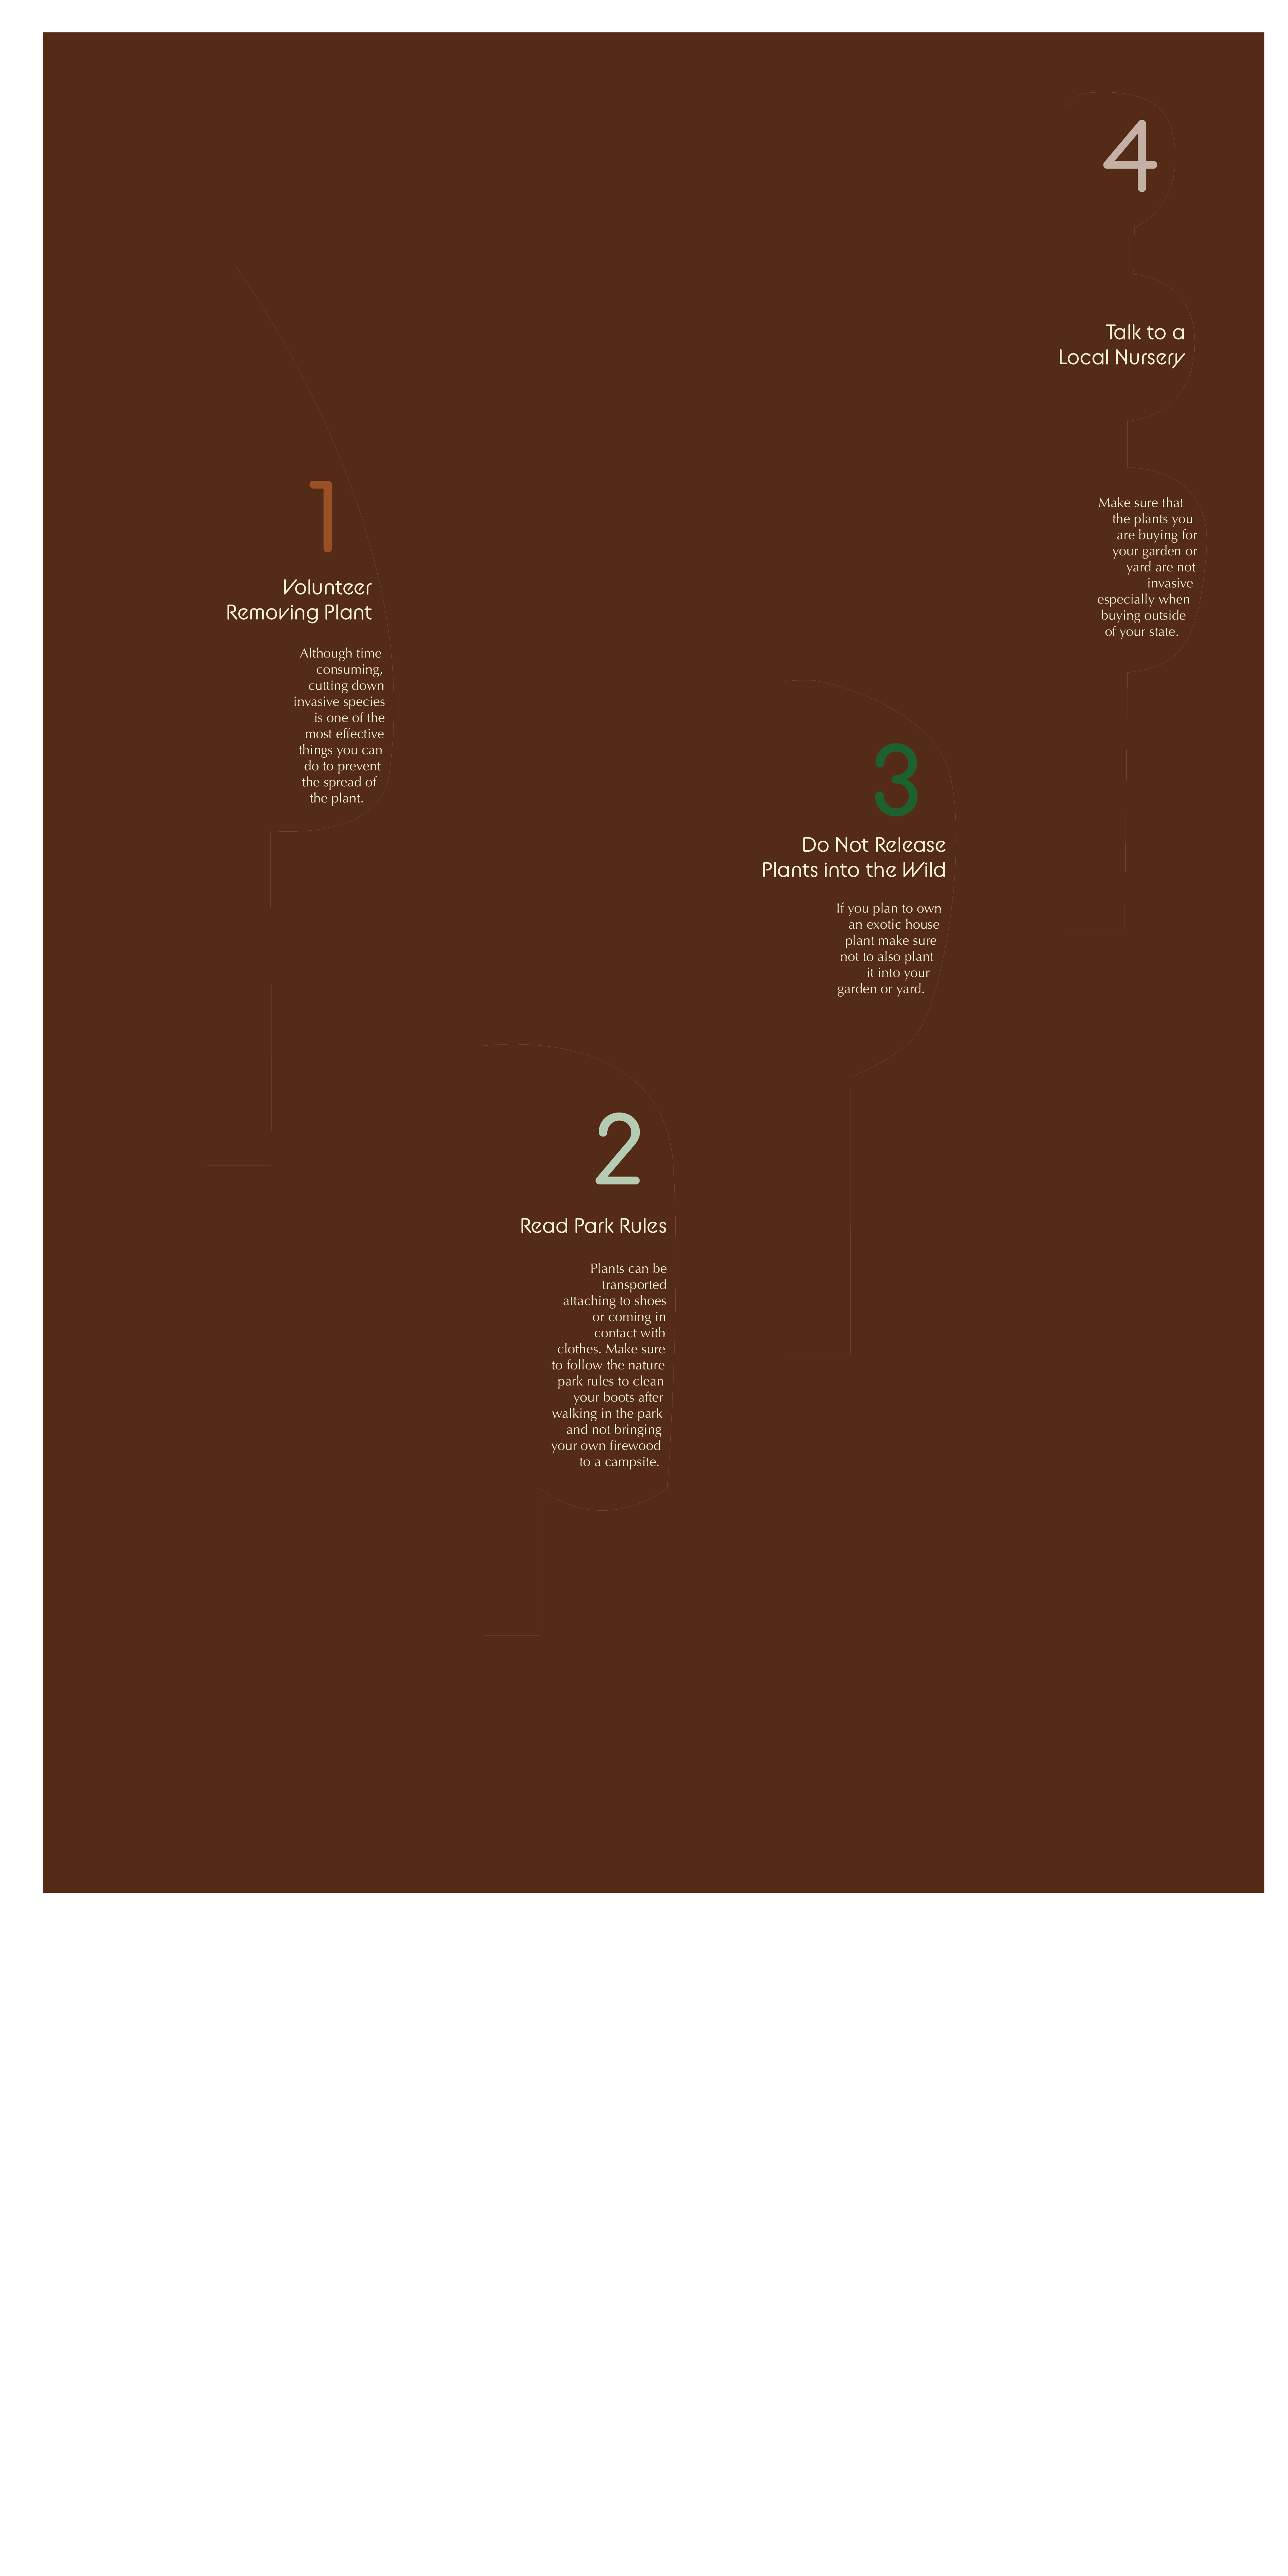 1
Volunteer
Removing Plant
Although time
consuming,
cutting down
invasive species
is one of the
most effective
things you can
do to prevent
the spread of
the plant.
2
Read Park Rules
Plants can be
transported
attaching to shoes
or coming in
contact with
clothes. Make sure
to follow the nature
park rules to clean
your boots after
walking in the park
and not bringing
your own firewood
to a campsite.
3
Do Not Release
Plants into the Wild
If you plan to own
an exotic house
plant make sure
not to also plant
it into your
garden or yard.
4
Talk to a
Local Nursery
Make sure that
the plants you
are buying for
your garden or
yard are not
invasive
especially when
buying outside
of your state.